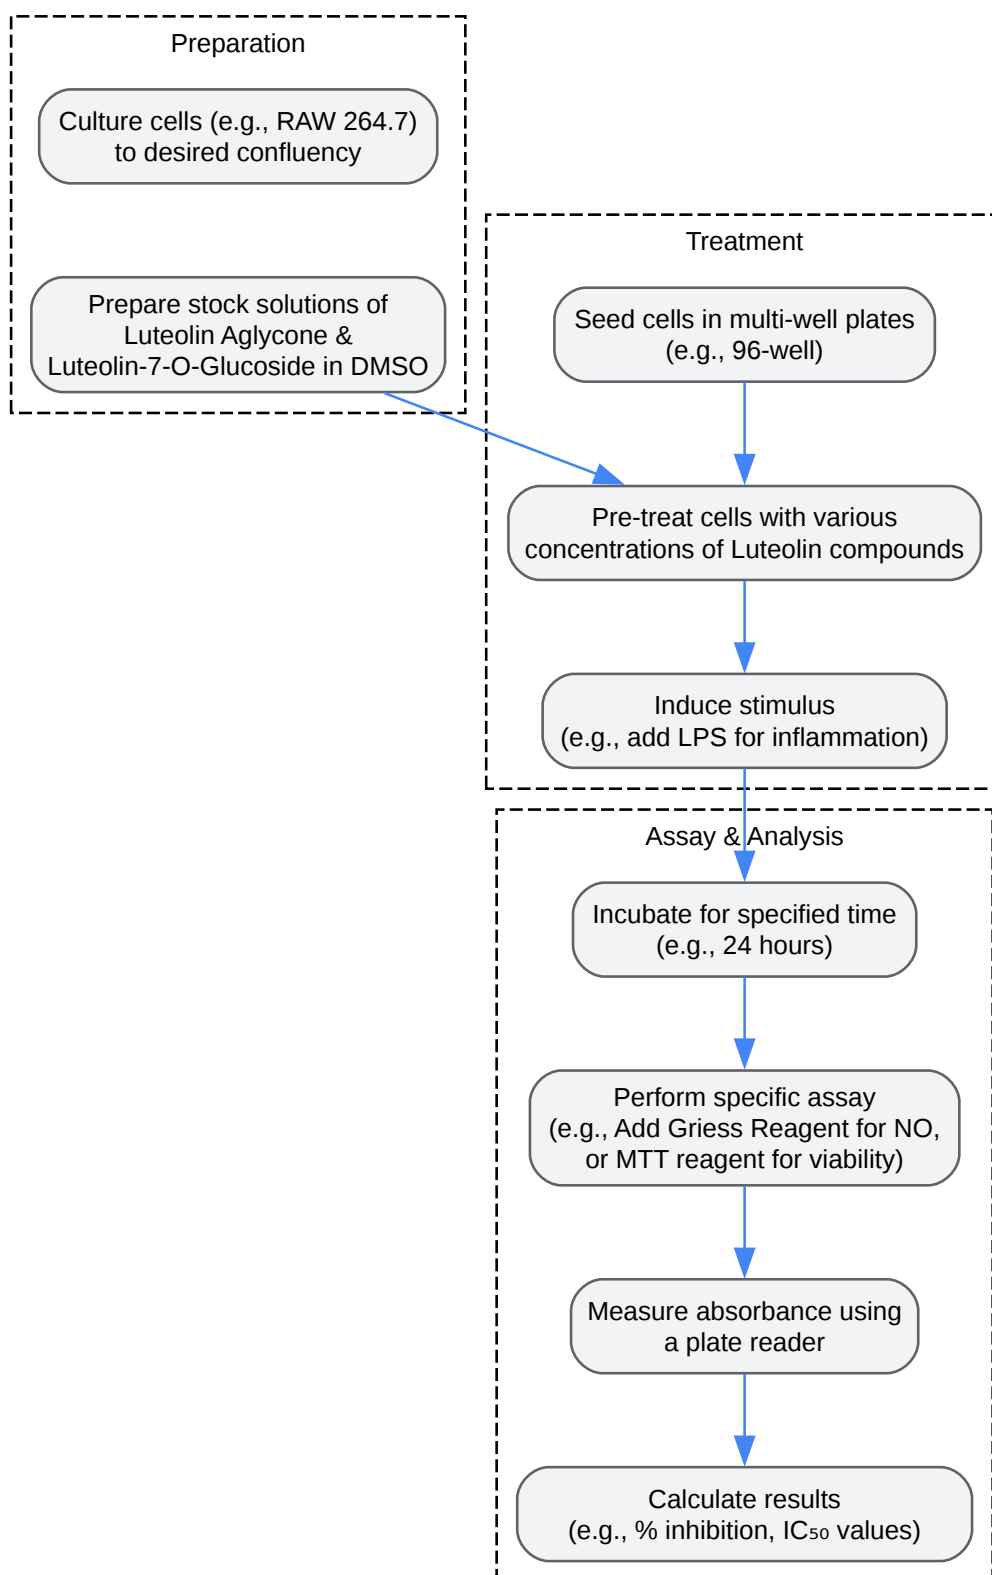 Preparation
Culture cells (e.g., RAW 264.7)
to desired confluency
Prepare stock solutions of
Luteolin Aglycone &
Luteolin-7-O-Glucoside in DMSO
Treatment
Seed cells in multi-well plates
(e.g., 96-well)
Pre-treat cells with various
concentrations of Luteolin compounds
Induce stimulus
(e.g., add LPS for inflammation)
Assay & Analysis
Incubate for specified time
(e.g., 24 hours)
Perform specific assay
(e.g., Add Griess Reagent for NO,
or MTT reagent for viability)
Measure absorbance using
a plate reader
Calculate results
(e.g., % inhibition, IC₅₀ values)